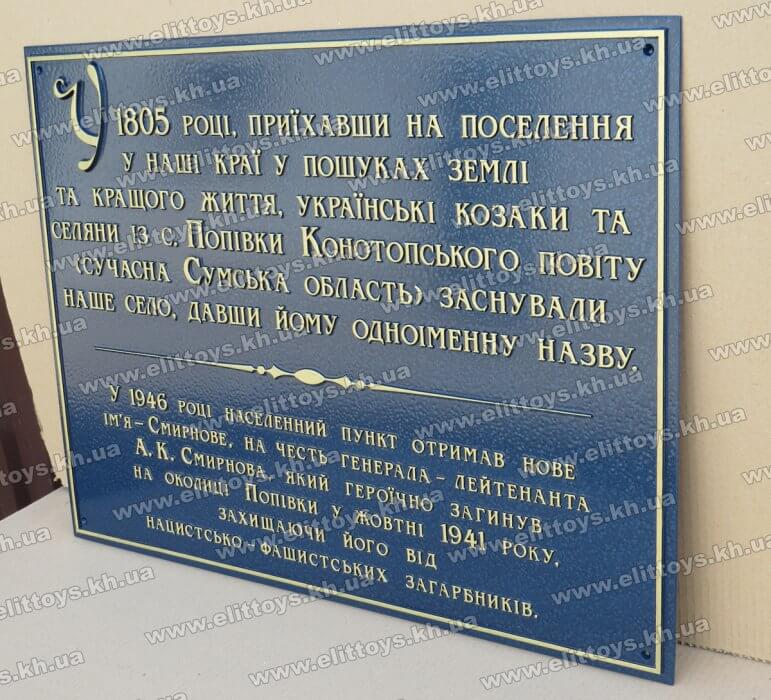 У 1805 році, приїхавши на поселення
у наші краї у пошуках землі
та кращого життя, українські козаки та
селяни із с. Попівки Конотопського повіту
(сучасна Сумська область) заснували
наше село, давши йому одноіменну назву.
У 1946 році населенний пункт отримав нове
ім'я – Смирнове, на честь генерала – лейтенанта
А. К. Смирнова, який героїчно загинув
на околиці Попівки у жовтні 1941 року,
захищаючи його від
нацистсько – фашистських загарбників.
www.elittoys.kh.ua